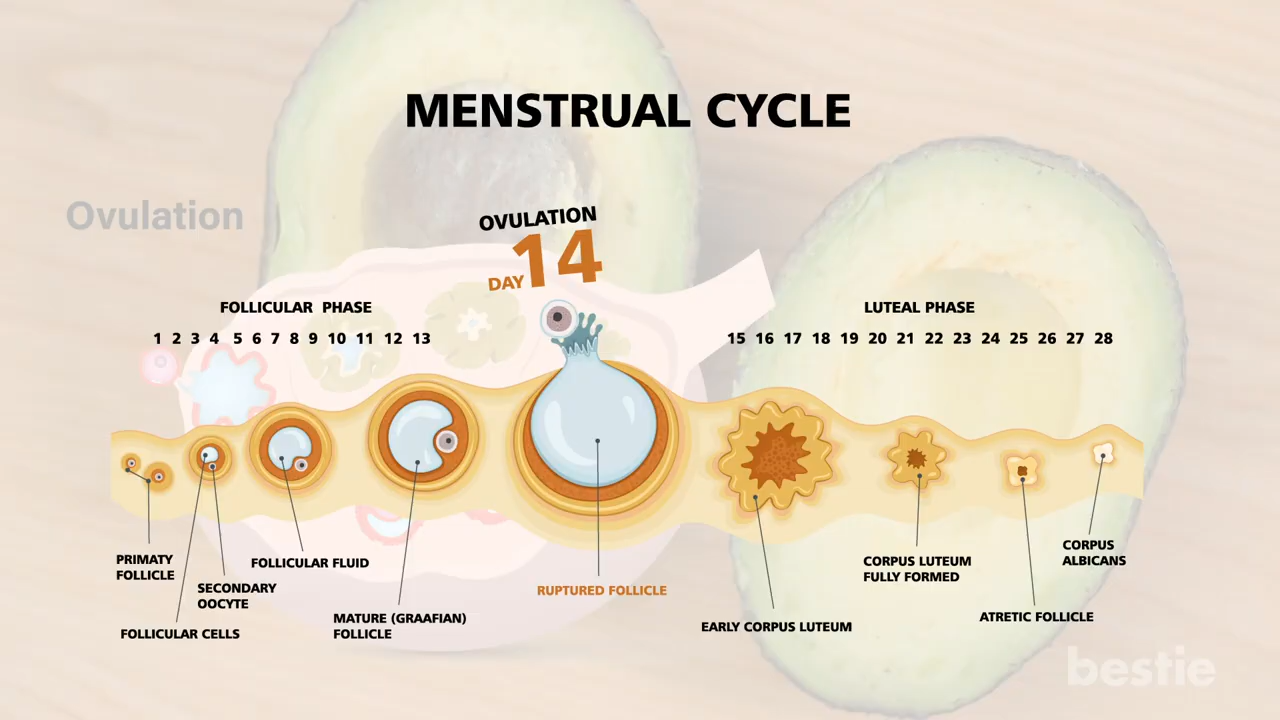 MENSTRUAL CYCLE
Ovulation
OVULATION
DAY 14
FOLLICULAR PHASE
1 2 3 4 5 6 7 8 9 10 11 12 13
LUTEAL PHASE
15 16 17 18 19 20 21 22 23 24 25 26 27 28
PRIMATY
FOLLICLE
SECONDARY
OOCYTE
FOLLICULAR CELLS
FOLLICULAR FLUID
MATURE (GRAAFIAN)
FOLLICLE
RUPTURED FOLLICLE
EARLY CORPUS LUTEUM
CORPUS LUTEUM
FULLY FORMED
ATRETIC FOLLICLE
CORPUS
ALBICANS
bestie